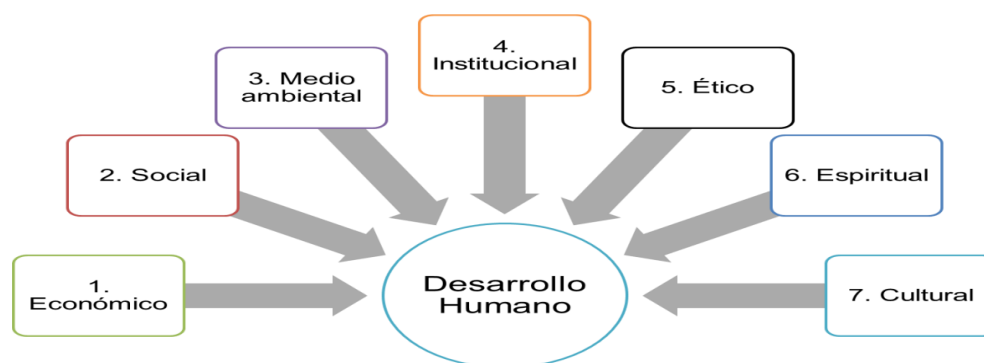 1.
Económico
2. Social
3. Medio
ambiental
4.
Institucional
5. Ético
6. Espiritual
7. Cultural
Desarrollo
Humano